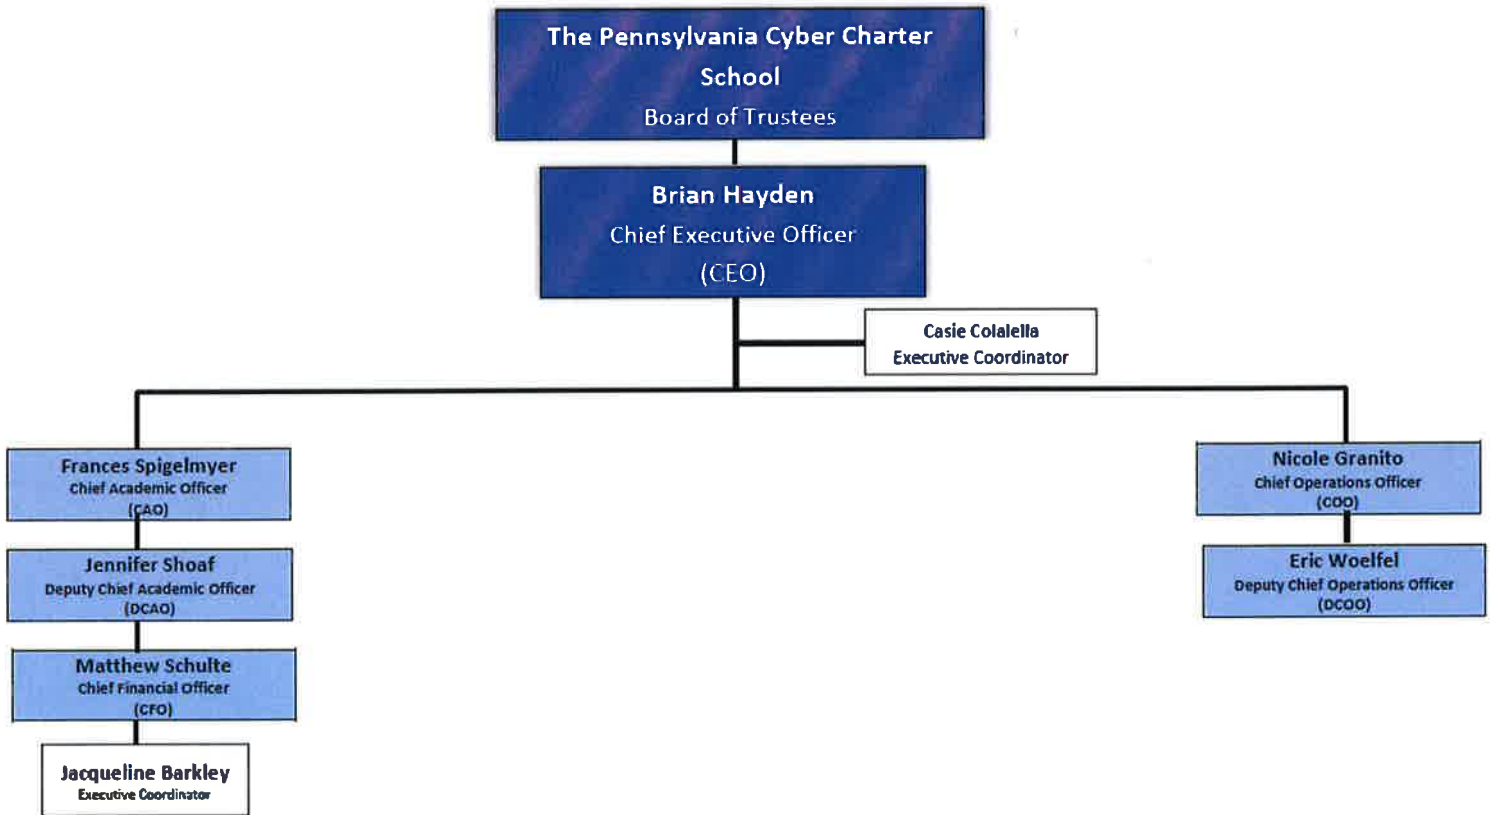 The Pennsylvania Cyber Charter
School
Board of Trustees
Brian Hayden
Chief Executive Officer
(CEO)
Casie Colalella
Executive Coordinator
Frances Spigelmyer
Chief Academic Officer
(CAO)
Jennifer Shoaf
Deputy Chief Academic Officer
(DCAO)
Matthew Schulte
Chief Financial Officer
(CFO)
Jacqueline Barkley
Executive Coordinator
Nicole Granito
Chief Operations Officer
(COO)
Eric Woelfel
Deputy Chief Operations Officer
(DCOO)